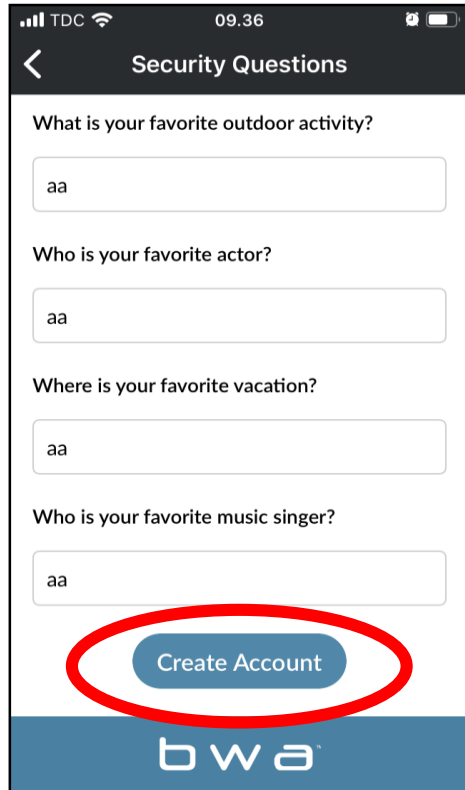 TDC 09.36
Security Questions
What is your favorite outdoor activity?
aa
Who is your favorite actor?
aa
Where is your favorite vacation?
aa
Who is your favorite music singer?
aa
Create Account
bwa